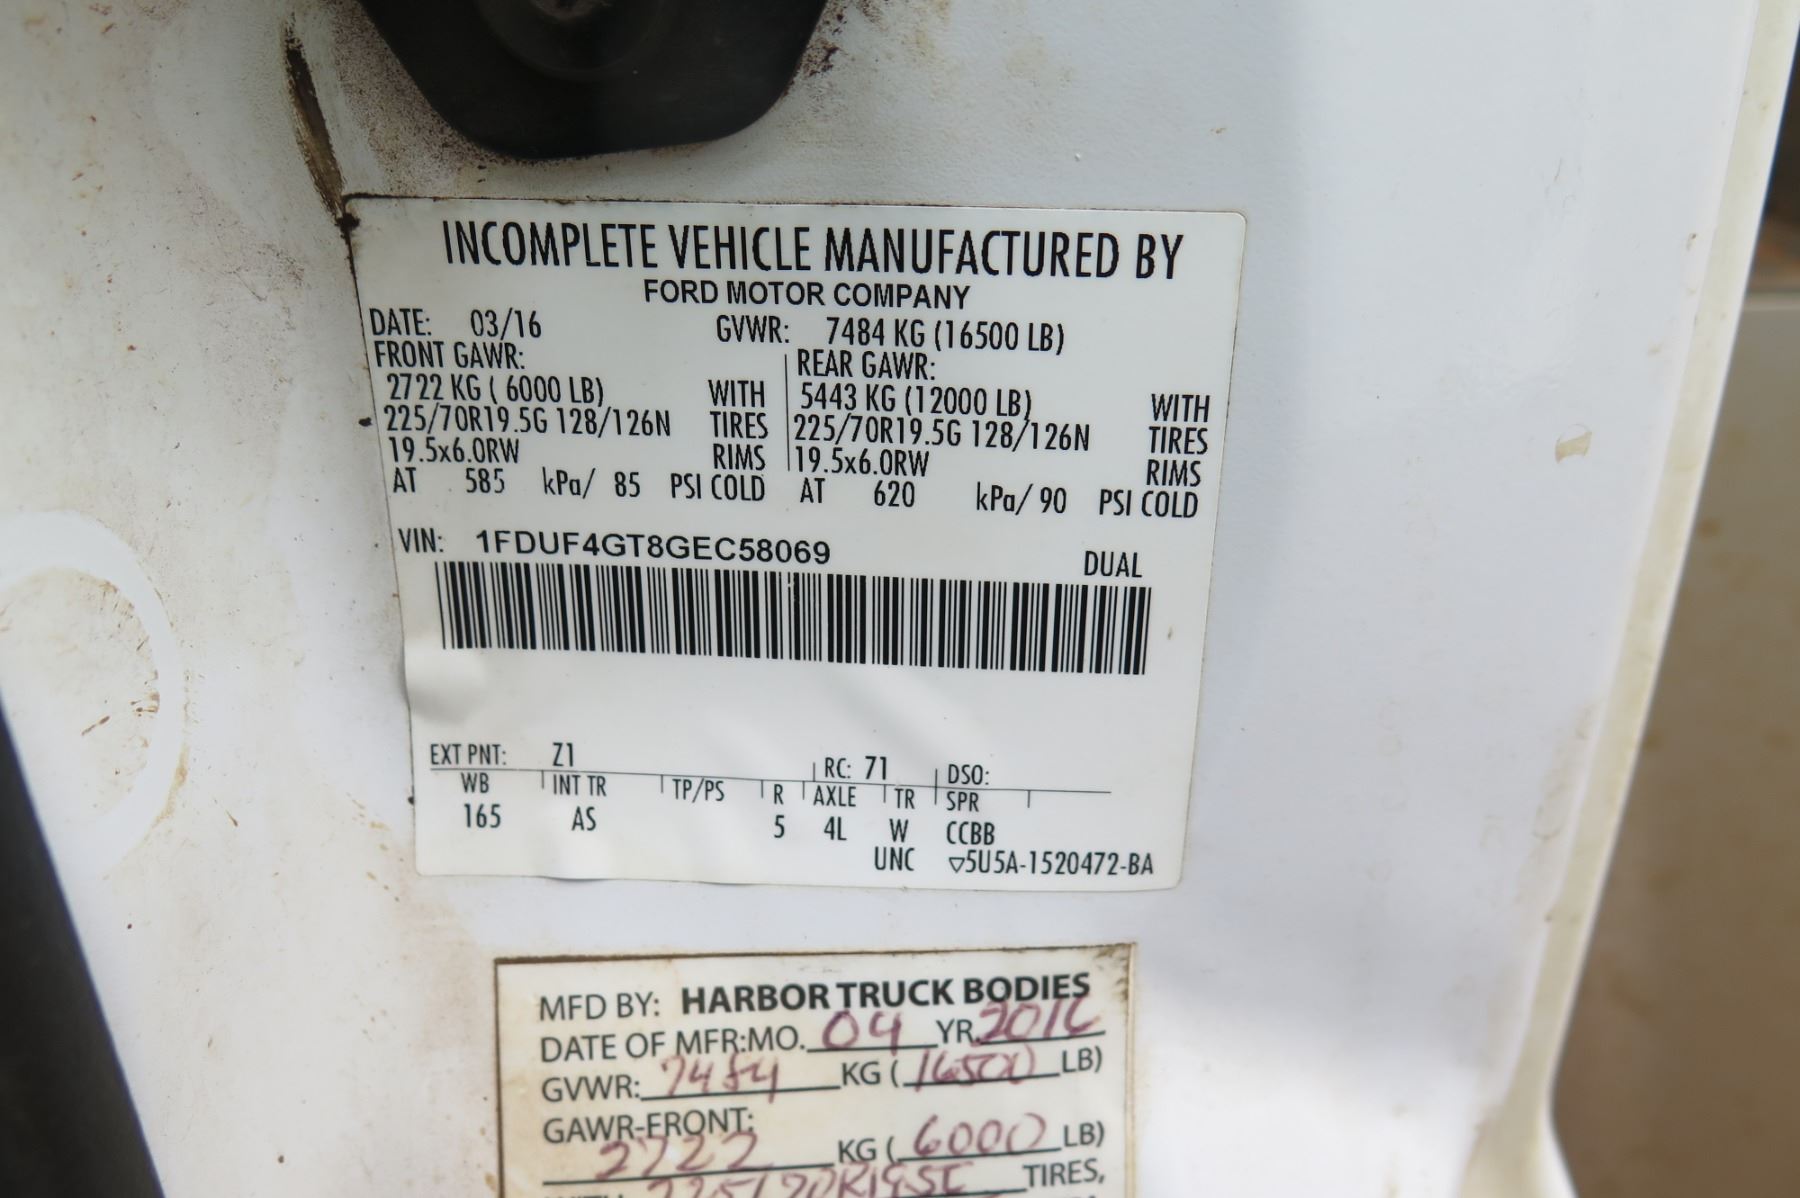 INCOMPLETE VEHICLE MANUFACTURED BY
FORD MOTOR COMPANY
DATE: 03/16 GVWR: 7484 KG (16500 LB)
FRONT GAWR: REAR GAWR:
2722 KG ( 6000 LB) WITH 5443 KG (12000 LB) WITH
225/70R19.5G 128/126N TIRES 225/70R19.5G 128/126N TIRES
19.5x6.0RW RIMS 19.5x6.0RW RIMS
AT 585 kPa/ 85 PSI COLD AT 620 kPa/ 90 PSI COLD
VIN: 1FDUF4GT8GEC58069 DUAL
EXT PNT: Z1 RC: 71 DSO:
WB INT TR TP/PS R AXLE TR SPR
165 AS 5 4L W CCBB
UNC ▽5U5A-1520472-BA
MFD BY: HARBOR TRUCK BODIES
DATE OF MFR:MO. 04 YR. 2016
GVWR: 7484 KG ( 16500 LB)
GAWR-FRONT:
2722 KG ( 6000 LB)
TIRES,